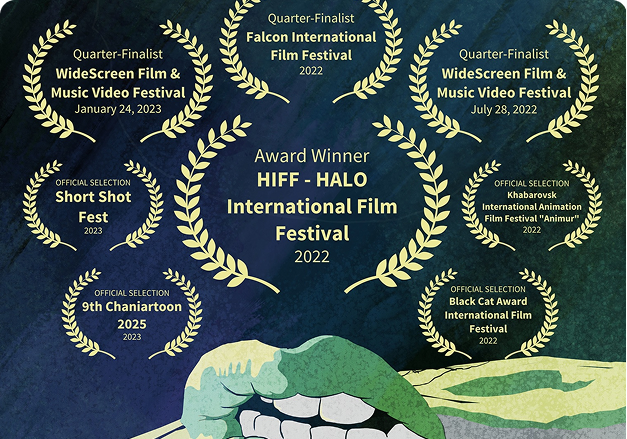 Quarter-Finalist
Falcon International
Film Festival
2022
Quarter-Finalist
WideScreen Film &
Music Video Festival
January 24, 2023
Quarter-Finalist
WideScreen Film &
Music Video Festival
July 28, 2022
Award Winner
HIFF - HALO
International Film
Festival
2022
OFFICIAL SELECTION
Short Shot
Fest
2023
OFFICIAL SELECTION
Khabarovsk
International Animation
Film Festival "Animur"
2022
OFFICIAL SELECTION
9th Chaniartoon
2025
2023
OFFICIAL SELECTION
Black Cat Award
International Film
Festival
2022